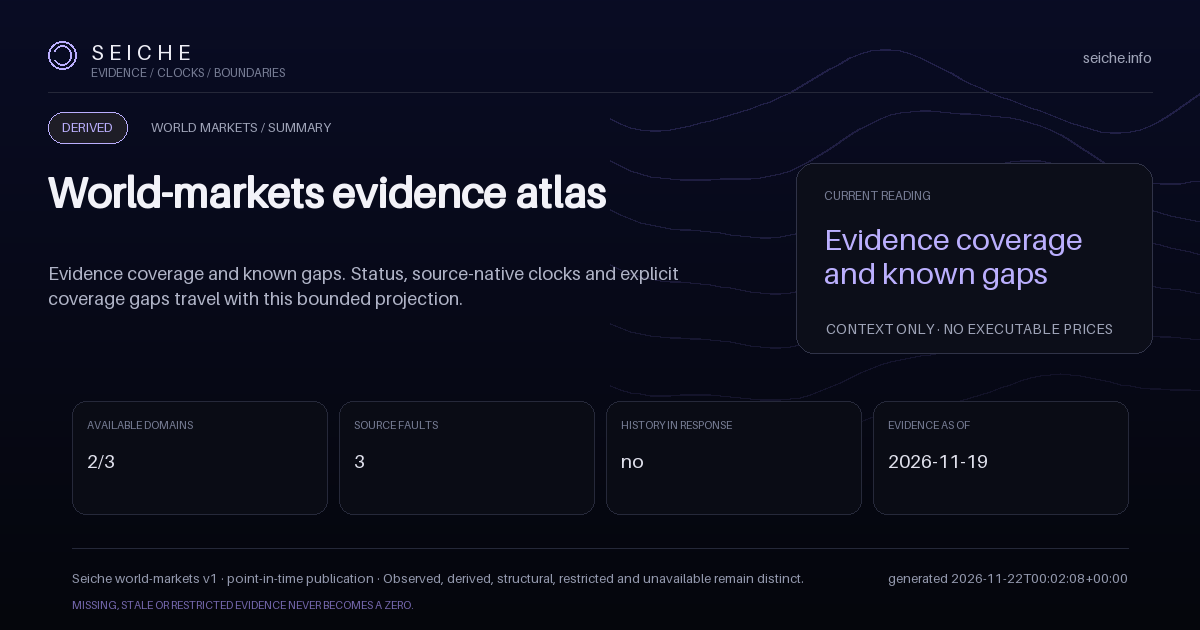 SEICHE
EVIDENCE / CLOCKS / BOUNDARIES
seiche.info
DERIVED
WORLD MARKETS / SUMMARY
World-markets evidence atlas
Evidence coverage and known gaps. Status, source-native clocks and explicit
coverage gaps travel with this bounded projection.
CURRENT READING
Evidence coverage
and known gaps
CONTEXT ONLY · NO EXECUTABLE PRICES
AVAILABLE DOMAINS
2/3
SOURCE FAULTS
3
HISTORY IN RESPONSE
no
EVIDENCE AS OF
2026-11-19
Seiche world-markets v1 · point-in-time publication · Observed, derived, structural, restricted and unavailable remain distinct.
generated 2026-11-22T00:02:08+00:00
MISSING, STALE OR RESTRICTED EVIDENCE NEVER BECOMES A ZERO.